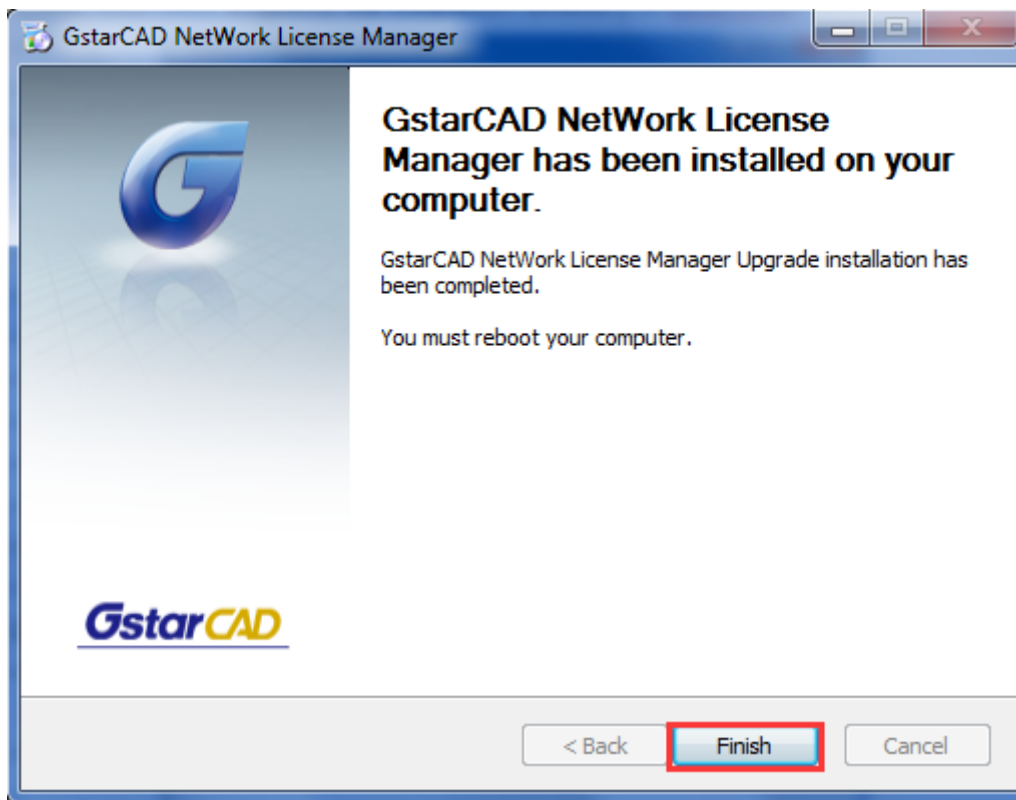 GstarCAD NetWork License Manager
GstarCAD NetWork License
Manager has been installed on your
computer.
GstarCAD NetWork License Manager Upgrade installation has
been completed.
You must reboot your computer.
GstarCAD
< Back
Finish
Cancel